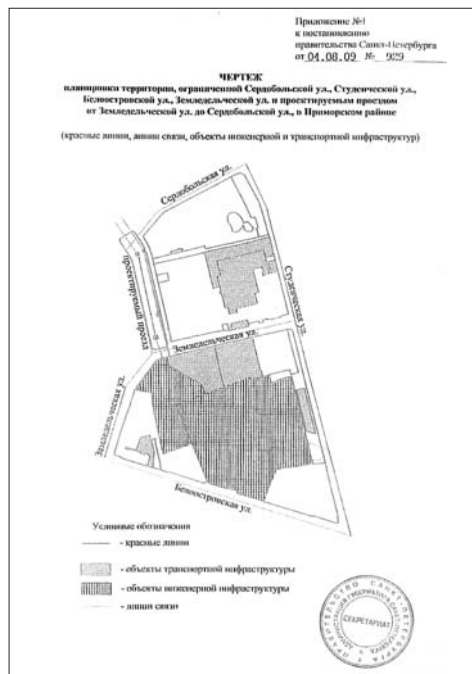 Приложение №1
к постановлению
правительства Санкт-Петербурга
от 04.08.09 № 929
ЧЕРТЕЖ
планировки территории, ограниченной Сердобольской ул., Студенческой ул.,
Белоостровской ул., Земледельческой ул. и проектируемым проездом
от Земледельческой ул. до Сердобольской ул., в Приморском районе
(красные линии, линии связи, объекты инженерной и транспортной инфраструктур)
Сердобольская ул.
проектируемый проезд
Студенческая ул.
Земледельческая ул.
Земледельческая ул.
Белоостровская ул.
Условные обозначения
- красные линии
- объекты транспортной инфраструктуры
- объекты инженерной инфраструктуры
- линии связи
СЕКРЕТАРИАТ